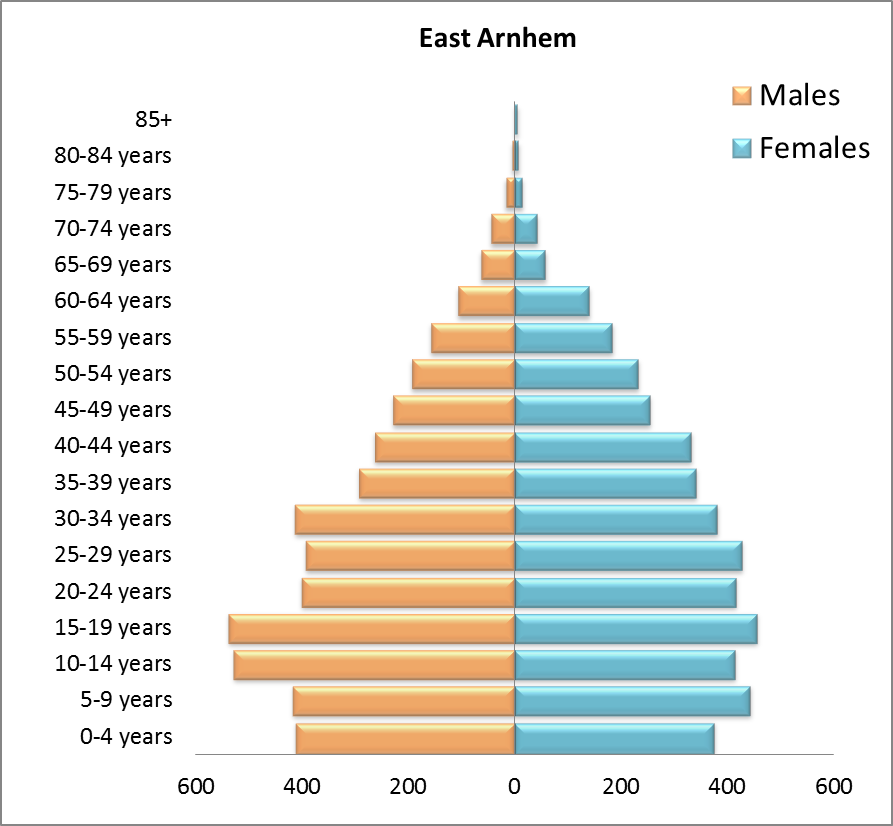 East Arnhem
Males
Females
85+
80-84 years
75-79 years
70-74 years
65-69 years
60-64 years
55-59 years
50-54 years
45-49 years
40-44 years
35-39 years
30-34 years
25-29 years
20-24 years
15-19 years
10-14 years
5-9 years
0-4 years
600 400 200 0 200 400 600